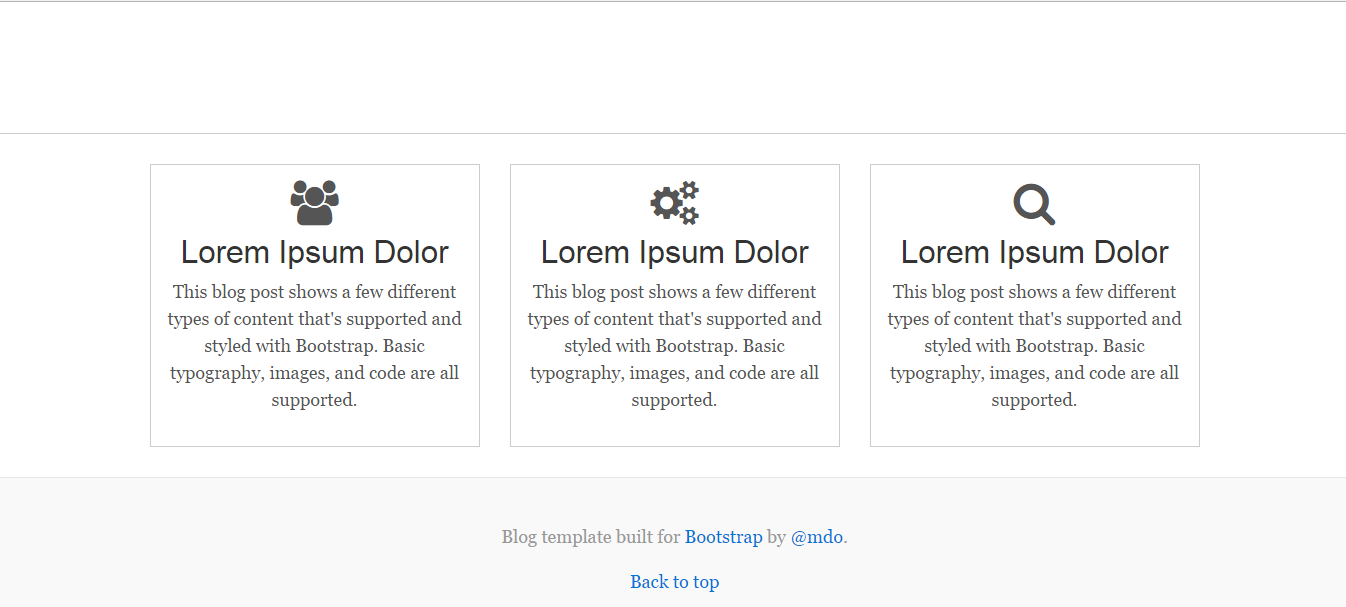 Lorem Ipsum Dolor
This blog post shows a few different
types of content that's supported and
styled with Bootstrap. Basic
typography, images, and code are all
supported.
Lorem Ipsum Dolor
This blog post shows a few different
types of content that's supported and
styled with Bootstrap. Basic
typography, images, and code are all
supported.
Lorem Ipsum Dolor
This blog post shows a few different
types of content that's supported and
styled with Bootstrap. Basic
typography, images, and code are all
supported.
Blog template built for Bootstrap by @mdo.
Back to top